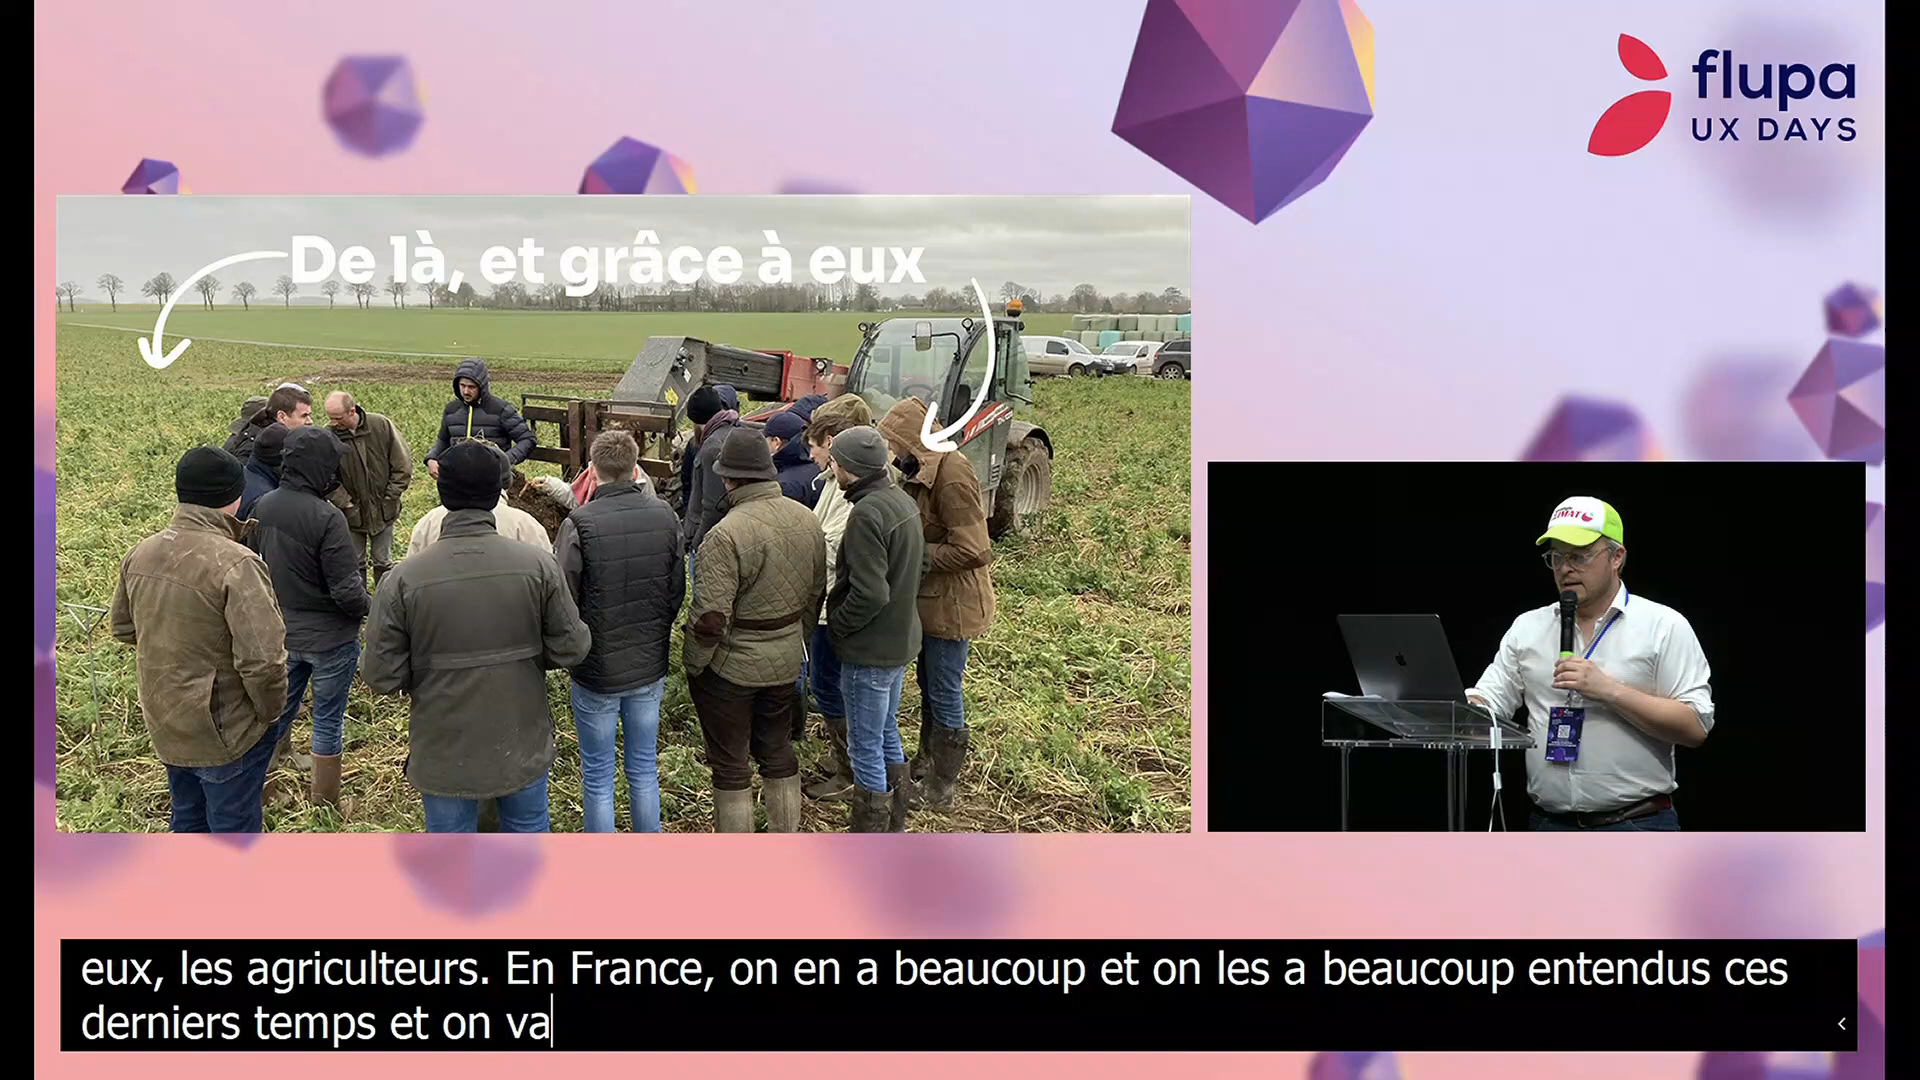 flupa
UX DAYS
De là, et grâce à eux
eux, les agriculteurs. En France, on en a beaucoup et on les a beaucoup entendus ces
derniers temps et on va